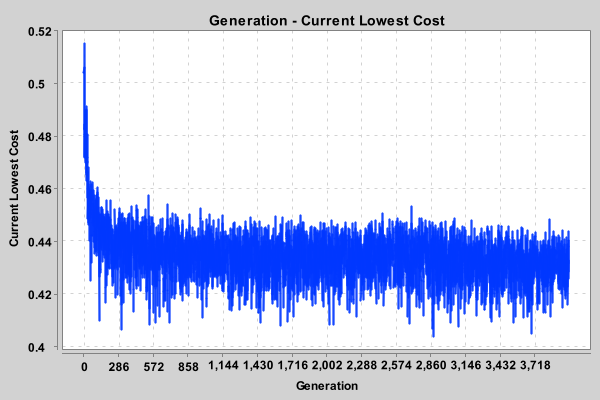 Generation - Current Lowest Cost
0.52
0.5
0.48
0.46
0.44
0.42
0.4
Current Lowest Cost
0 286 572 858 1,144 1,430 1,716 2,002 2,288 2,574 2,860 3,146 3,432 3,718
Generation